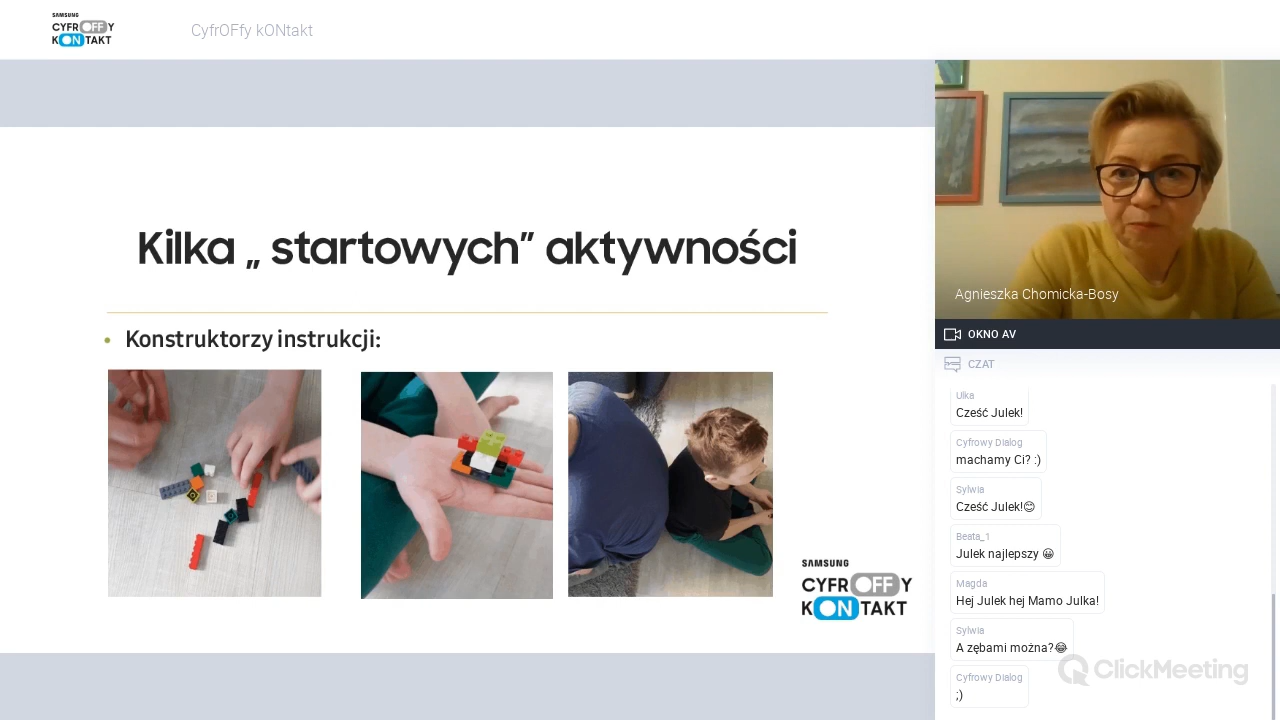 SAMSUNG
CYFROFFY
KONTAKT
CyfrOFfy kONtakt
Kilka „ startowych” aktywności
• Konstruktorzy instrukcji:
SAMSUNG
CYFROFFY
KONTAKT
Agnieszka Chomicka-Bosy
OKNO AV
CZAT
Ulka
Cześć Julek!
Cyfrowy Dialog
machamy Ci? :)
Sylwia
Cześć Julek!😊
Beata_1
Julek najlepszy 😀
Magda
Hej Julek hej Mamo Julka!
Sylwia
A zębami można?😂
Cyfrowy Dialog
;)
ClickMeeting